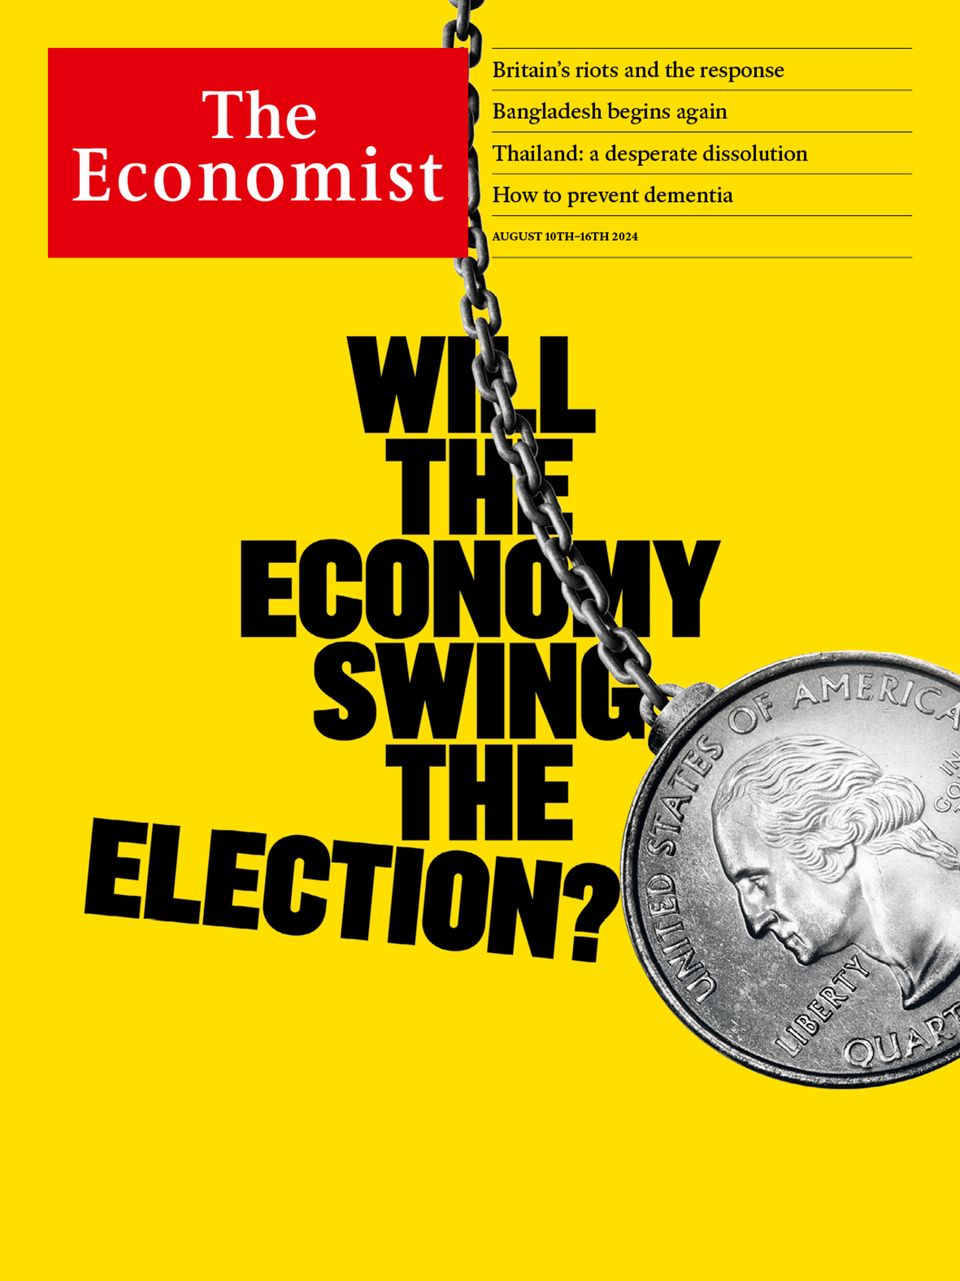 The
Economist
Britain's riots and the response
Bangladesh begins again
Thailand: a desperate dissolution
How to prevent dementia
AUGUST 10TH–16TH 2024
WILL
THE
ECONOMY
SWING
THE
ELECTION?
UNITED STATES OF AMERICA
IN
LIBERTY
QUART